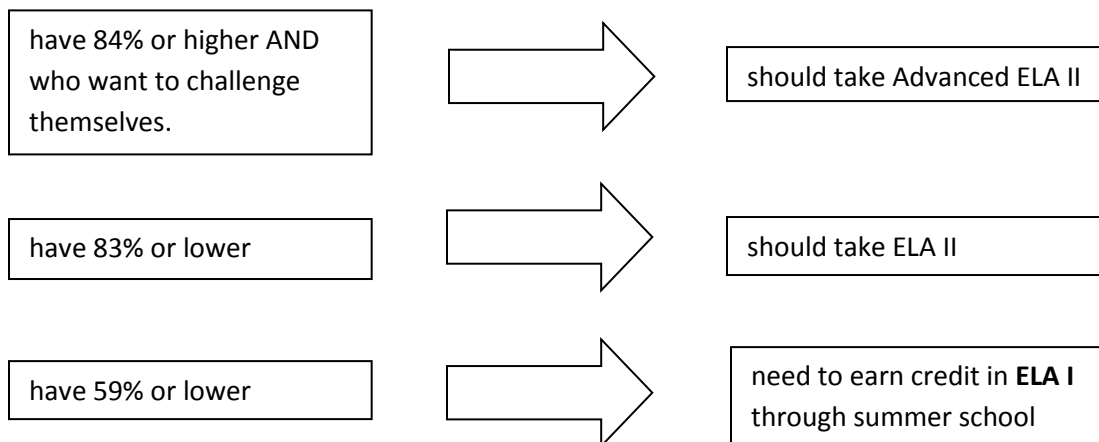 have 84% or higher AND
who want to challenge
themselves.
should take Advanced ELA II
have 83% or lower
should take ELA II
have 59% or lower
need to earn credit in ELA I
through summer school